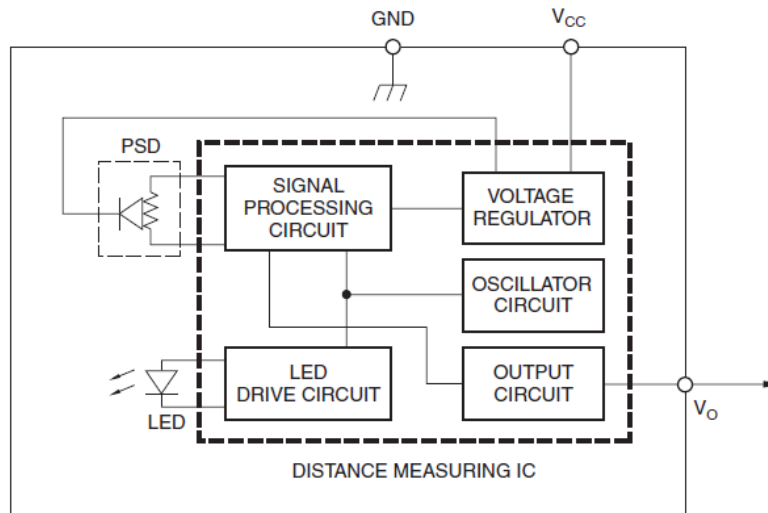 GND
VCC
PSD
SIGNAL
PROCESSING
CIRCUIT
VOLTAGE
REGULATOR
OSCILLATOR
CIRCUIT
LED
DRIVE CIRCUIT
OUTPUT
CIRCUIT
LED
VO
DISTANCE MEASURING IC